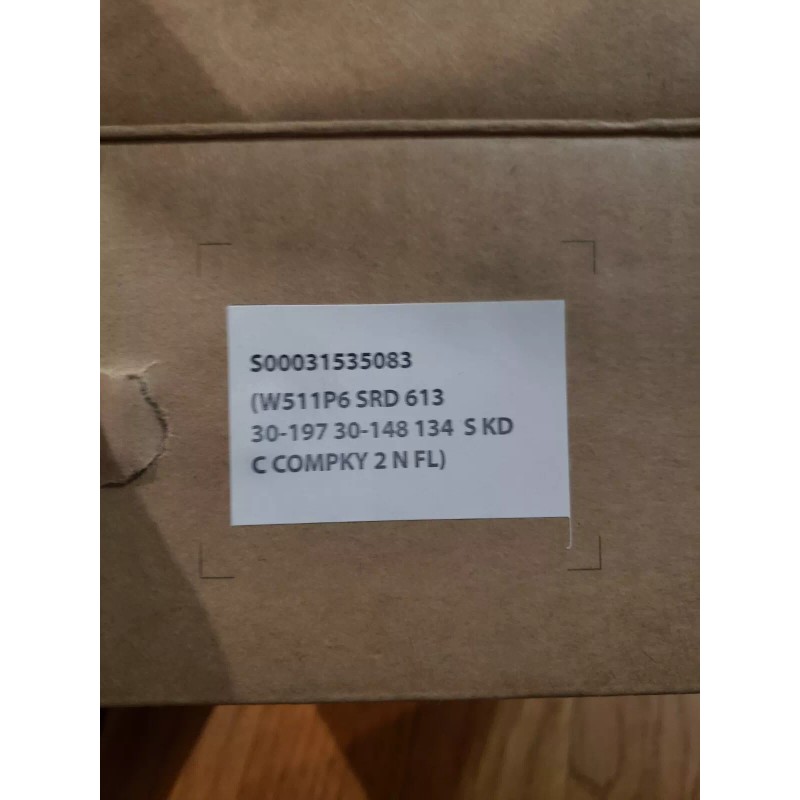 S00031535083
(W511P6 SRD 613
30-197 30-148 134  S KD
C COMPKY 2 N FL)